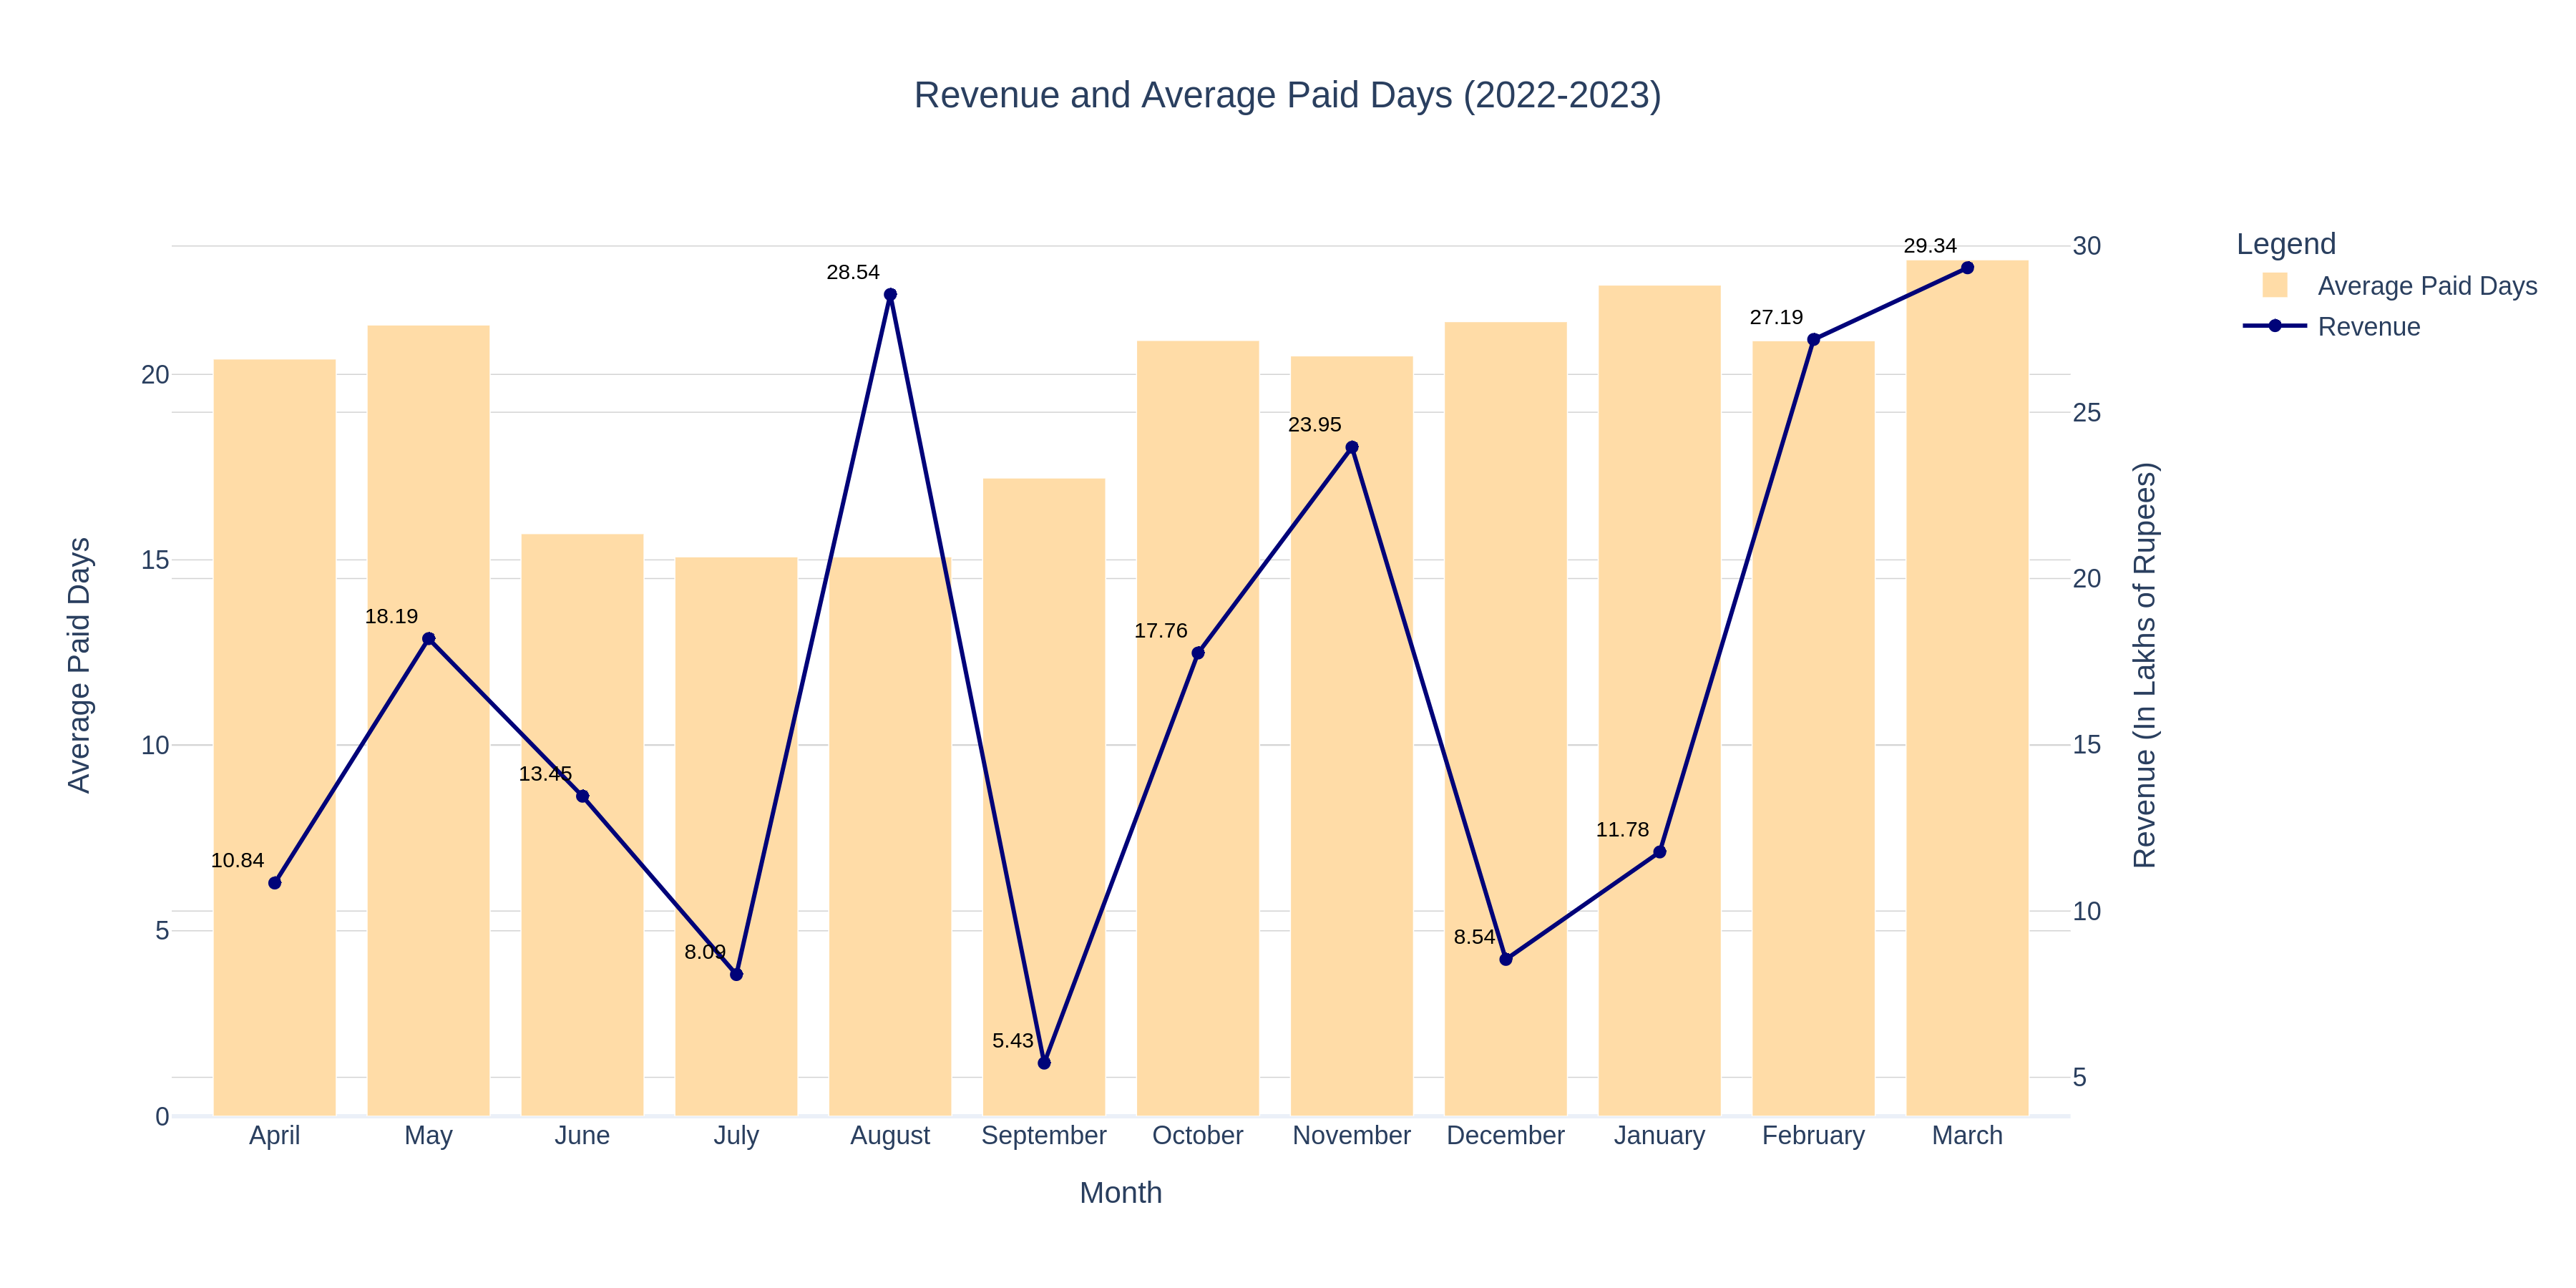 Revenue and Average Paid Days (2022-2023)
Legend
Average Paid Days
Revenue
Average Paid Days
20
15
10
5
0
30
25
20
15
10
5
Revenue (In Lakhs of Rupees)
10.84
18.19
13.45
8.09
28.54
5.43
17.76
23.95
8.54
11.78
27.19
29.34
April May June July August September October November December January February March
Month